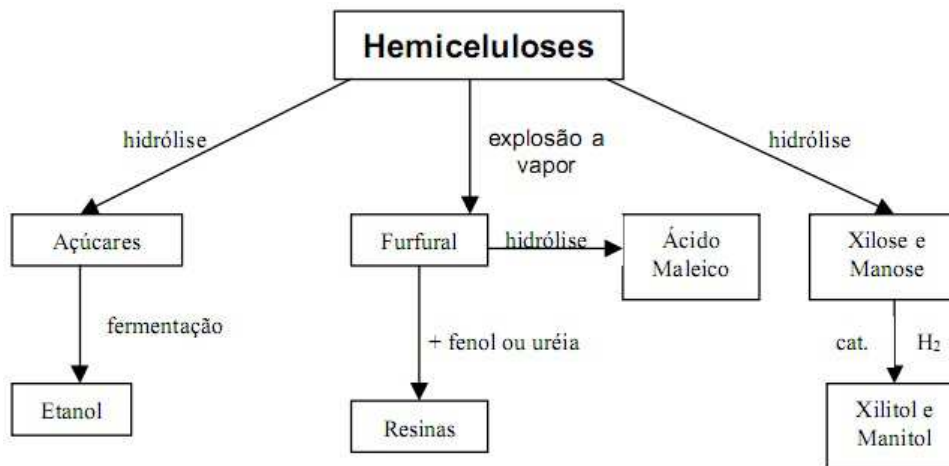 Hemiceluloses
hidrólise
explosão a
vapor
hidrólise
Açúcares
Furfural
hidrólise
Ácido
Maleico
Xilose e
Manose
fermentação
+ fenol ou uréia
cat.
H₂
Etanol
Resinas
Xilitol e
Manitol